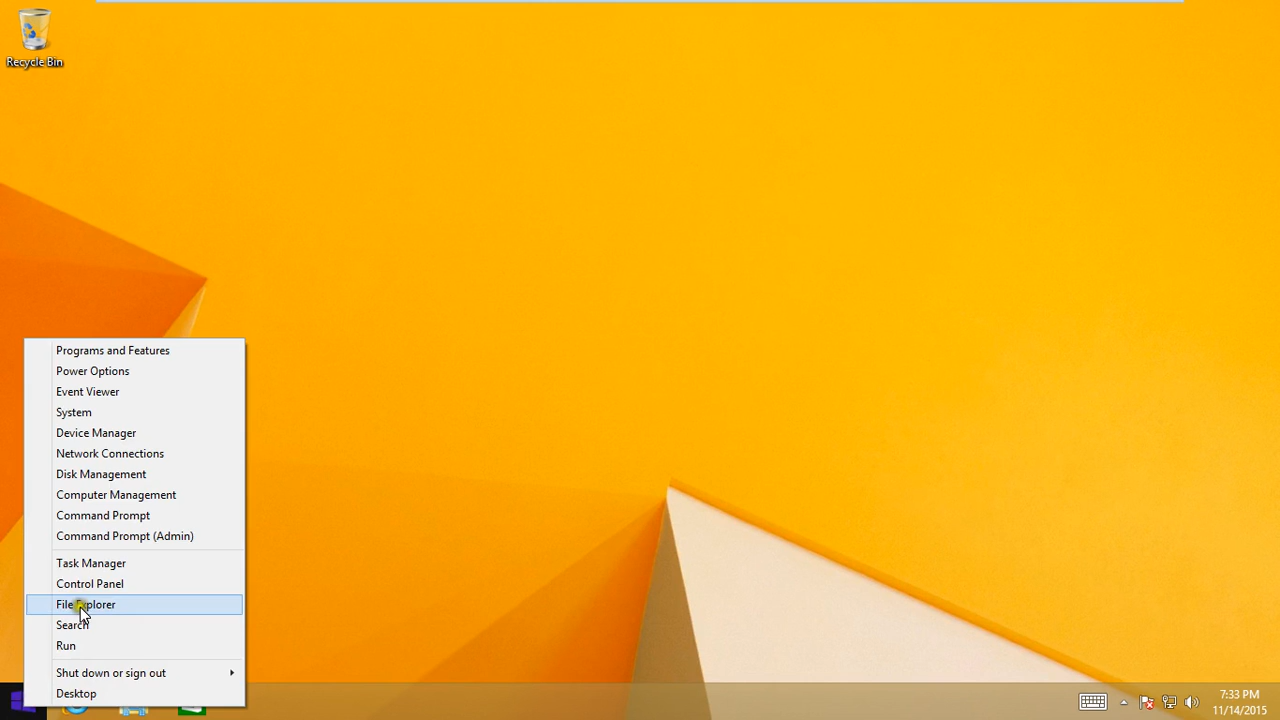 Recycle Bin
Programs and Features
Power Options
Event Viewer
System
Device Manager
Network Connections
Disk Management
Computer Management
Command Prompt
Command Prompt (Admin)
Task Manager
Control Panel
File Explorer
Search
Run
Shut down or sign out
Desktop
7:33 PM
11/14/2015